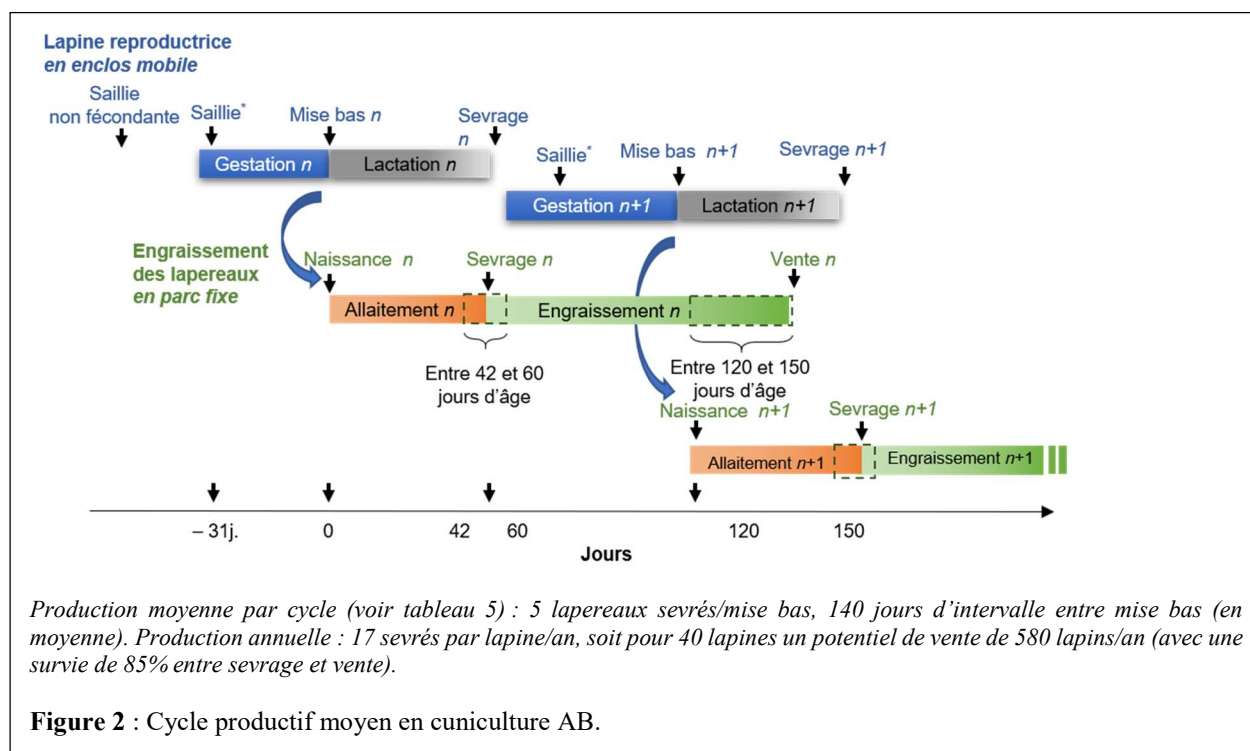 Lapine reproductrice
en enclos mobile
Saillie
non fécondante
Saillie*
Mise bas n
Sevrage
n
Gestation n
Lactation n
Saillie*
Mise bas n+1
Sevrage n+1
Gestation n+1
Lactation n+1
Engraissement
des lapereaux
en parc fixe
Naissance n
Sevrage n
Vente n
Allaitement n
Engraissement n
Entre 42 et 60
jours d’âge
Entre 120 et 150
jours d’âge
Naissance n+1
Sevrage n+1
Allaitement n+1
Engraissement n+1
– 31j.
0
42
60
120
150
Jours
Production moyenne par cycle (voir tableau 5) : 5 lapereaux sevrés/mise bas, 140 jours d’intervalle entre mise bas (en
moyenne). Production annuelle : 17 sevrés par lapine/an, soit pour 40 lapines un potentiel de vente de 580 lapins/an (avec une
survie de 85% entre sevrage et vente).
Figure 2 : Cycle productif moyen en cuniculture AB.